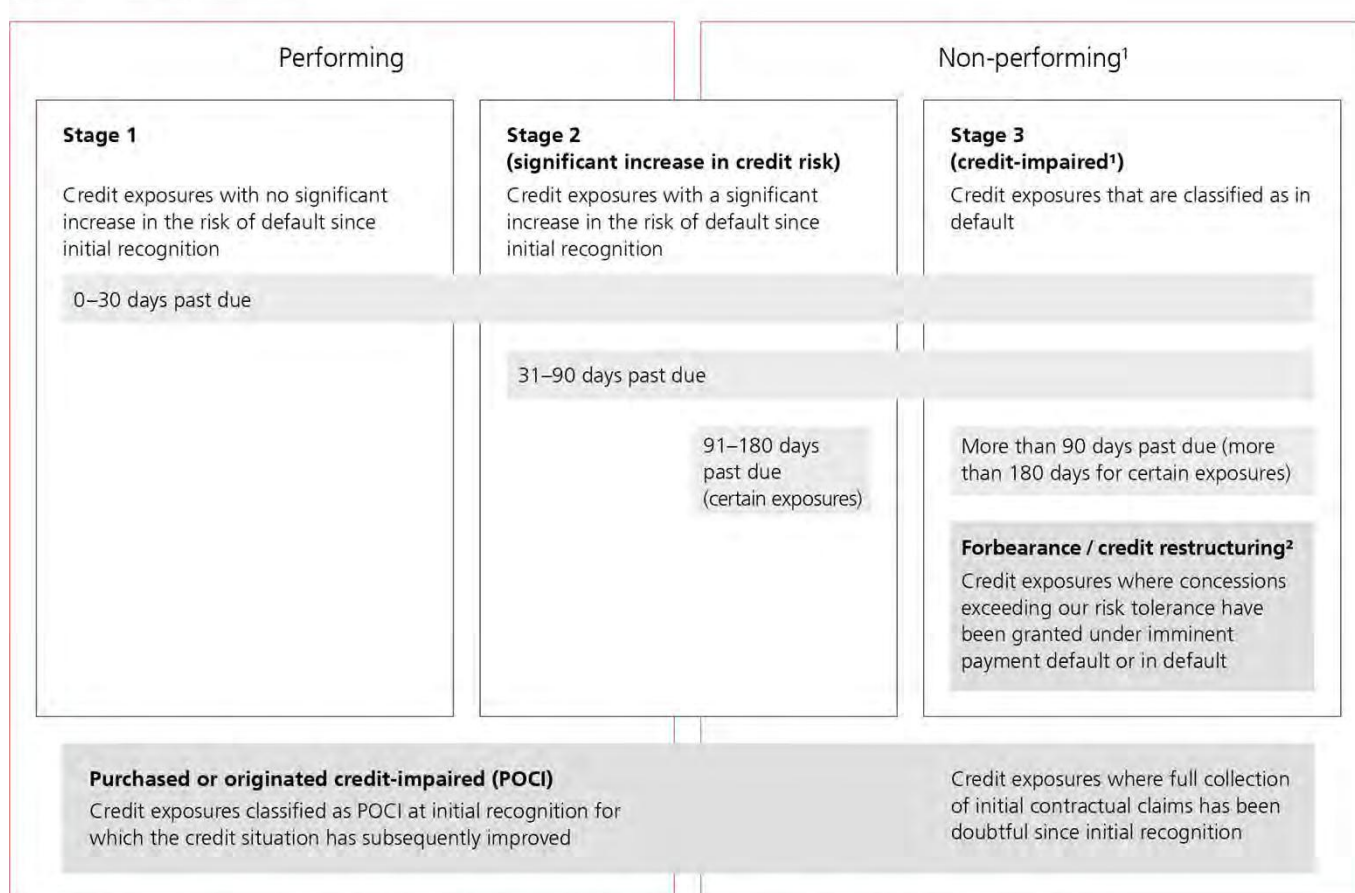 Performing
Non-performing¹
Stage 1
Credit exposures with no significant
increase in the risk of default since
initial recognition
Stage 2
(significant increase in credit risk)
Credit exposures with a significant
increase in the risk of default since
initial recognition
Stage 3
(credit-impaired¹)
Credit exposures that are classified as in
default
0–30 days past due
31–90 days past due
91–180 days
past due
(certain exposures)
More than 90 days past due (more
than 180 days for certain exposures)
Forbearance / credit restructuring²
Credit exposures where concessions
exceeding our risk tolerance have
been granted under imminent
payment default or in default
Purchased or originated credit-impaired (POCI)
Credit exposures classified as POCI at initial recognition for
which the credit situation has subsequently improved
Credit exposures where full collection
of initial contractual claims has been
doubtful since initial recognition